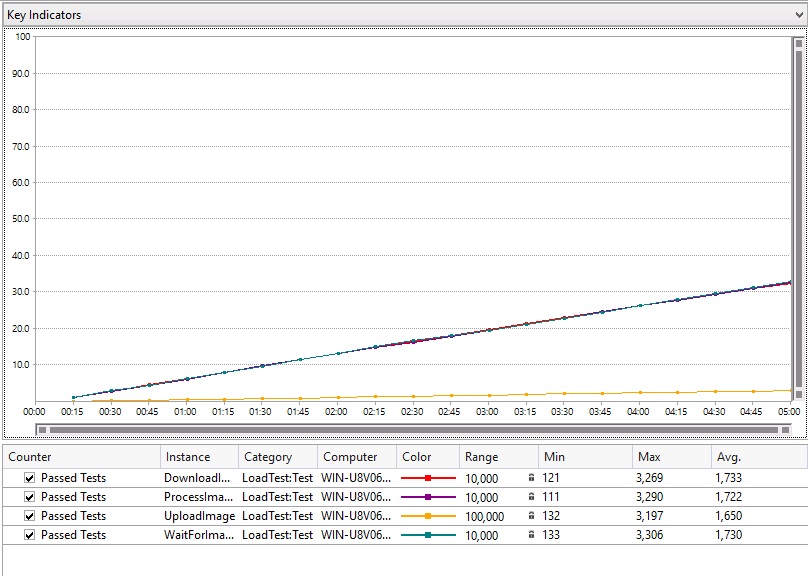 Key Indicators
100
90.0
80.0
70.0
60.0
50.0
40.0
30.0
20.0
10.0
00:00 00:15 00:30 00:45 01:00 01:15 01:30 01:45 02:00 02:15 02:30 02:45 03:00 03:15 03:30 03:45 04:00 04:15 04:30 04:45 05:00
Counter Instance Category Computer Color Range Min Max Avg.
Passed Tests DownloadI... LoadTest:Test WIN-U8V06... 10,000 121 3,269 1,733
Passed Tests ProcessIma... LoadTest:Test WIN-U8V06... 10,000 111 3,290 1,722
Passed Tests UploadImage LoadTest:Test WIN-U8V06... 100,000 132 3,197 1,650
Passed Tests WaitForIma... LoadTest:Test WIN-U8V06... 10,000 133 3,306 1,730